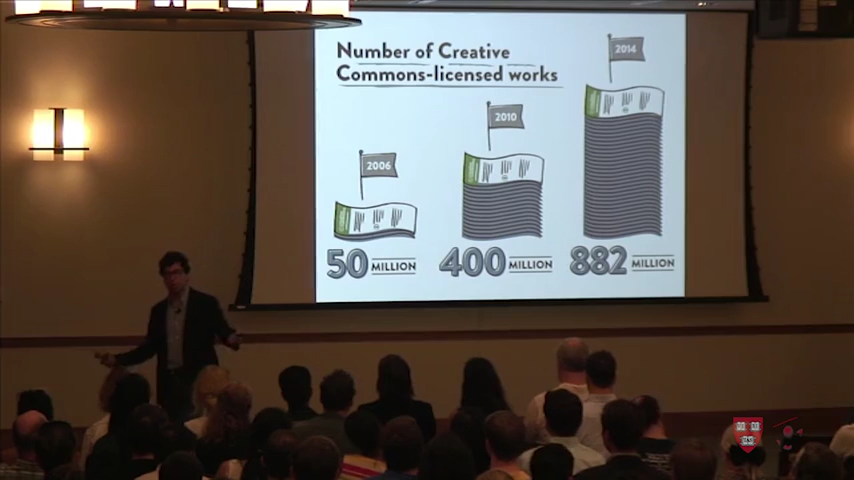 Number of Creative
Commons-licensed works
2006
2010
2014
50 MILLION
400 MILLION
882 MILLION